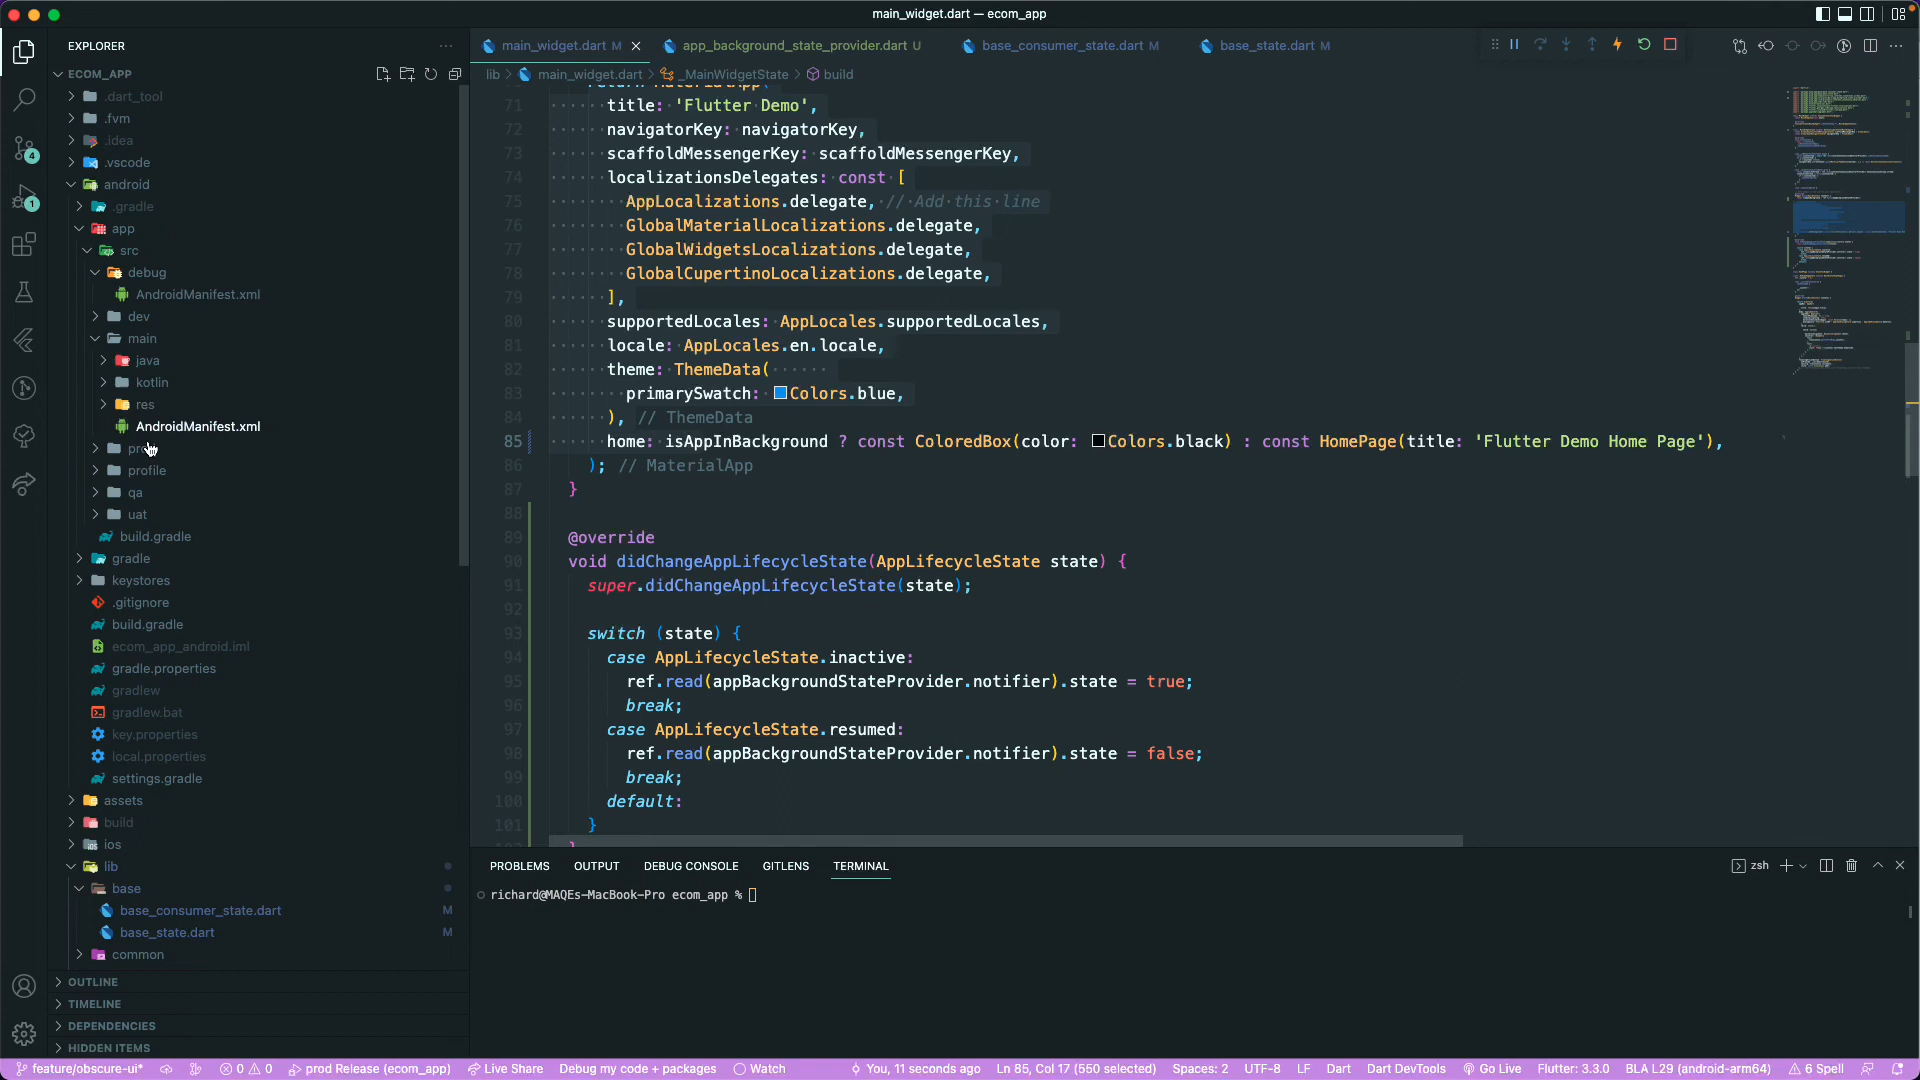 main_widget.dart — ecom_app
EXPLORER
ECOM_APP
.dart_tool
.fvm
.idea
.vscode
android
.gradle
app
src
debug
AndroidManifest.xml
dev
main
java
kotlin
res
AndroidManifest.xml
profile
qa
uat
build.gradle
gradle
keystores
.gitignore
build.gradle
ecom_app_android.iml
gradle.properties
gradlew
gradlew.bat
key.properties
local.properties
settings.gradle
assets
build
ios
lib
base
base_consumer_state.dart M
base_state.dart M
common
OUTLINE
TIMELINE
DEPENDENCIES
HIDDEN ITEMS
4
1
main_widget.dart M
app_background_state_provider.dart U
base_consumer_state.dart M
base_state.dart M
lib > main_widget.dart > _MainWidgetState > build
return MaterialApp(
71 title: 'Flutter Demo',
72 navigatorKey: navigatorKey,
73 scaffoldMessengerKey: scaffoldMessengerKey,
74 localizationsDelegates: const [
75 AppLocalizations.delegate, // Add this line
76 GlobalMaterialLocalizations.delegate,
77 GlobalWidgetsLocalizations.delegate,
78 GlobalCupertinoLocalizations.delegate,
79 ],
80 supportedLocales: AppLocales.supportedLocales,
81 locale: AppLocales.en.locale,
82 theme: ThemeData(
83 primarySwatch: Colors.blue,
84 ), // ThemeData
85 home: isAppInBackground ? const ColoredBox(color: Colors.black) : const HomePage(title: 'Flutter Demo Home Page'),
86 ); // MaterialApp
87 }
88
89 @override
90 void didChangeAppLifecycleState(AppLifecycleState state) {
91 super.didChangeAppLifecycleState(state);
92
93 switch (state) {
94 case AppLifecycleState.inactive:
95 ref.read(appBackgroundStateProvider.notifier).state = true;
96 break;
97 case AppLifecycleState.resumed:
98 ref.read(appBackgroundStateProvider.notifier).state = false;
99 break;
100 default:
101 }
PROBLEMS OUTPUT DEBUG CONSOLE GITLENS TERMINAL
zsh
richard@MAQEs-MacBook-Pro ecom_app %
feature/obscure-ui* 0 0 prod Release (ecom_app) Live Share Debug my code + packages Watch You, 11 seconds ago Ln 85, Col 17 (550 selected) Spaces: 2 UTF-8 LF Dart Dart DevTools Go Live Flutter: 3.3.0 BLA L29 (android-arm64) 6 Spell